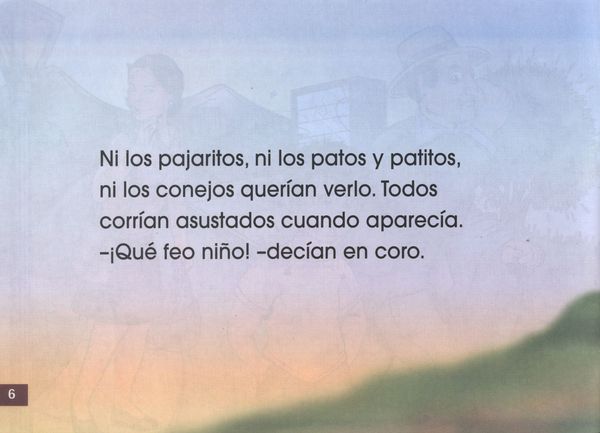 Ni los pajaritos, ni los patos y patitos,
ni los conejos querían verlo. Todos
corrían asustados cuando aparecía.
–¡Qué feo niño! –decían en coro.
6